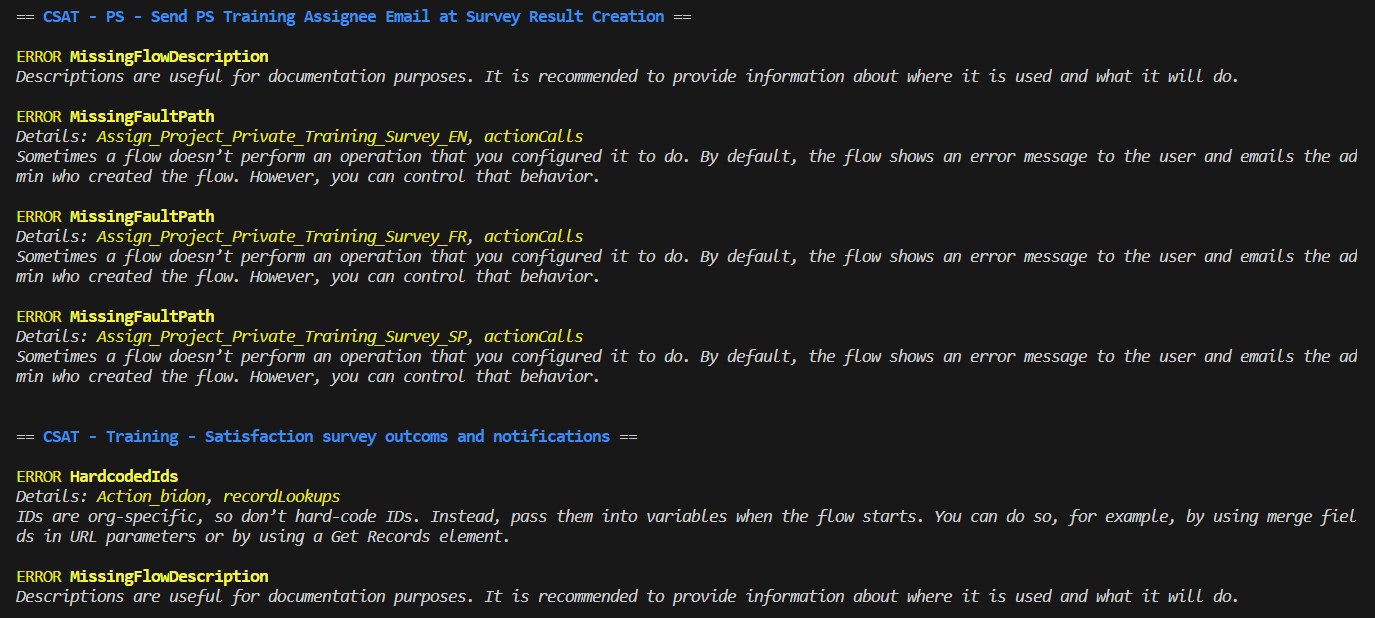 == CSAT - PS - Send PS Training Assignee Email at Survey Result Creation ==
ERROR MissingFlowDescription
Descriptions are useful for documentation purposes. It is recommended to provide information about where it is used and what it will do.
ERROR MissingFaultPath
Details: Assign_Project_Private_Training_Survey_EN, actionCalls
Sometimes a flow doesn’t perform an operation that you configured it to do. By default, the flow shows an error message to the user and emails the ad
min who created the flow. However, you can control that behavior.
ERROR MissingFaultPath
Details: Assign_Project_Private_Training_Survey_FR, actionCalls
Sometimes a flow doesn’t perform an operation that you configured it to do. By default, the flow shows an error message to the user and emails the ad
min who created the flow. However, you can control that behavior.
ERROR MissingFaultPath
Details: Assign_Project_Private_Training_Survey_SP, actionCalls
Sometimes a flow doesn’t perform an operation that you configured it to do. By default, the flow shows an error message to the user and emails the ad
min who created the flow. However, you can control that behavior.
== CSAT - Training - Satisfaction survey outcoms and notifications ==
ERROR HardcodedIds
Details: Action_bidon, recordLookups
IDs are org-specific, so don’t hard-code IDs. Instead, pass them into variables when the flow starts. You can do so, for example, by using merge fiel
ds in URL parameters or by using a Get Records element.
ERROR MissingFlowDescription
Descriptions are useful for documentation purposes. It is recommended to provide information about where it is used and what it will do.